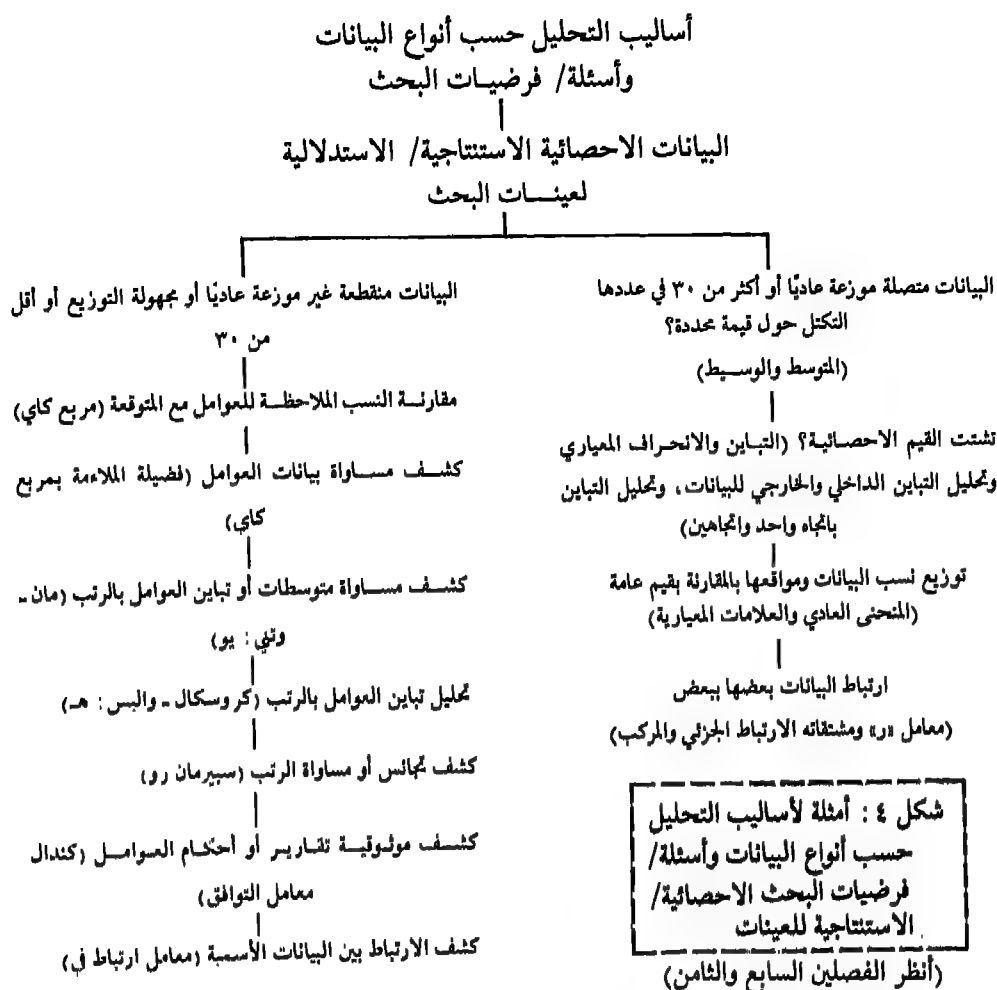 أساليب التحليل حسب أنواع البيانات
وأسئلة/ فرضيات البحث
البيانات الاحصائية الاستنتاجية/ الاستدلالية
لعينات البحث
البيانات متصلة موزعة عاديًا أو أكثر من ٣٠ في عددها
التكتل حول قيمة محددة؟
(المتوسط والوسيط)
تشتت القيم الاحصائية؟ (التباين والانحراف المعياري
وتحليل التباين الداخلي والخارجي للبيانات، وتحليل التباين
باتجاه واحد واتجاهين)
توزيع نسب البيانات ومواقعها بالمقارنة بقيم عامة
(المنحنى العادي والعلامات المعيارية)
ارتباط البيانات بعضها ببعض
(معامل «ر» ومشتقاته الارتباط الجزئي والمركب)
البيانات منقطعة غير موزعة عاديًا أو مجهولة التوزيع أو أقل
من ٣٠
مقارنة النسب الملاحظة للعوامل مع المتوقعة (مربع كاي)
كشف مساواة بيانات العوامل (فضيلة الملاءمة بمربع
كاي)
كشف مساواة متوسطات أو تباين العوامل بالرتب (مان ـ
وتني: يو)
تحليل تباين العوامل بالرتب (كروسكال ـ والبس: هـ)
كشف تجانس أو مساواة الرتب (سبيرمان رو)
كشف موثوقية تقارير أو أحكام العوامل (كندال
معامل التوافق)
كشف الارتباط بين البيانات الأسمية (معامل ارتباط في)
شكل ٤: أمثلة لأساليب التحليل
حسب أنواع البيانات وأسئلة/
فرضيات البحث الاحصائية/
الاستنتاجية للعينات
(أنظر الفصلين السابع والثامن)